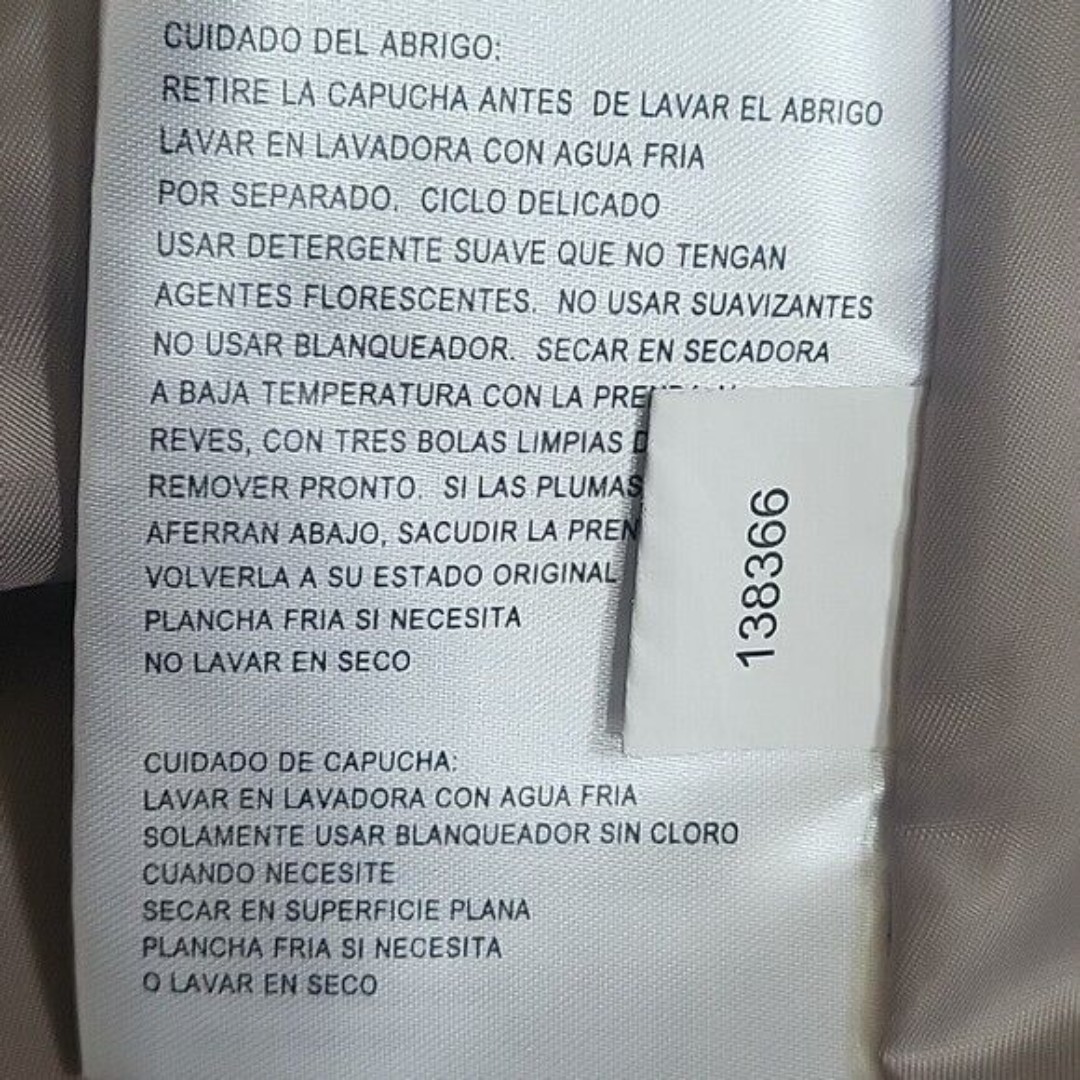 CUIDADO DEL ABRIGO:
RETIRE LA CAPUCHA ANTES DE LAVAR EL ABRIGO
LAVAR EN LAVADORA CON AGUA FRIA
POR SEPARADO. CICLO DELICADO
USAR DETERGENTE SUAVE QUE NO TENGAN
AGENTES FLORESCENTES. NO USAR SUAVIZANTES
NO USAR BLANQUEADOR. SECAR EN SECADORA
A BAJA TEMPERATURA CON LA
REVES, CON TRES BOLAS LIMPIAS
REMOVER PRONTO. SI LAS PLUMAS
AFERRAN ABAJO, SACUDIR LA
VOLVERLA A SU ESTADO ORIGINAL
PLANCHA FRIA SI NECESITA
NO LAVAR EN SECO
138366
CUIDADO DE CAPUCHA:
LAVAR EN LAVADORA CON AGUA FRIA
SOLAMENTE USAR BLANQUEADOR SIN CLORO
CUANDO NECESITE
SECAR EN SUPERFICIE PLANA
PLANCHA FRIA SI NECESITA
O LAVAR EN SECO